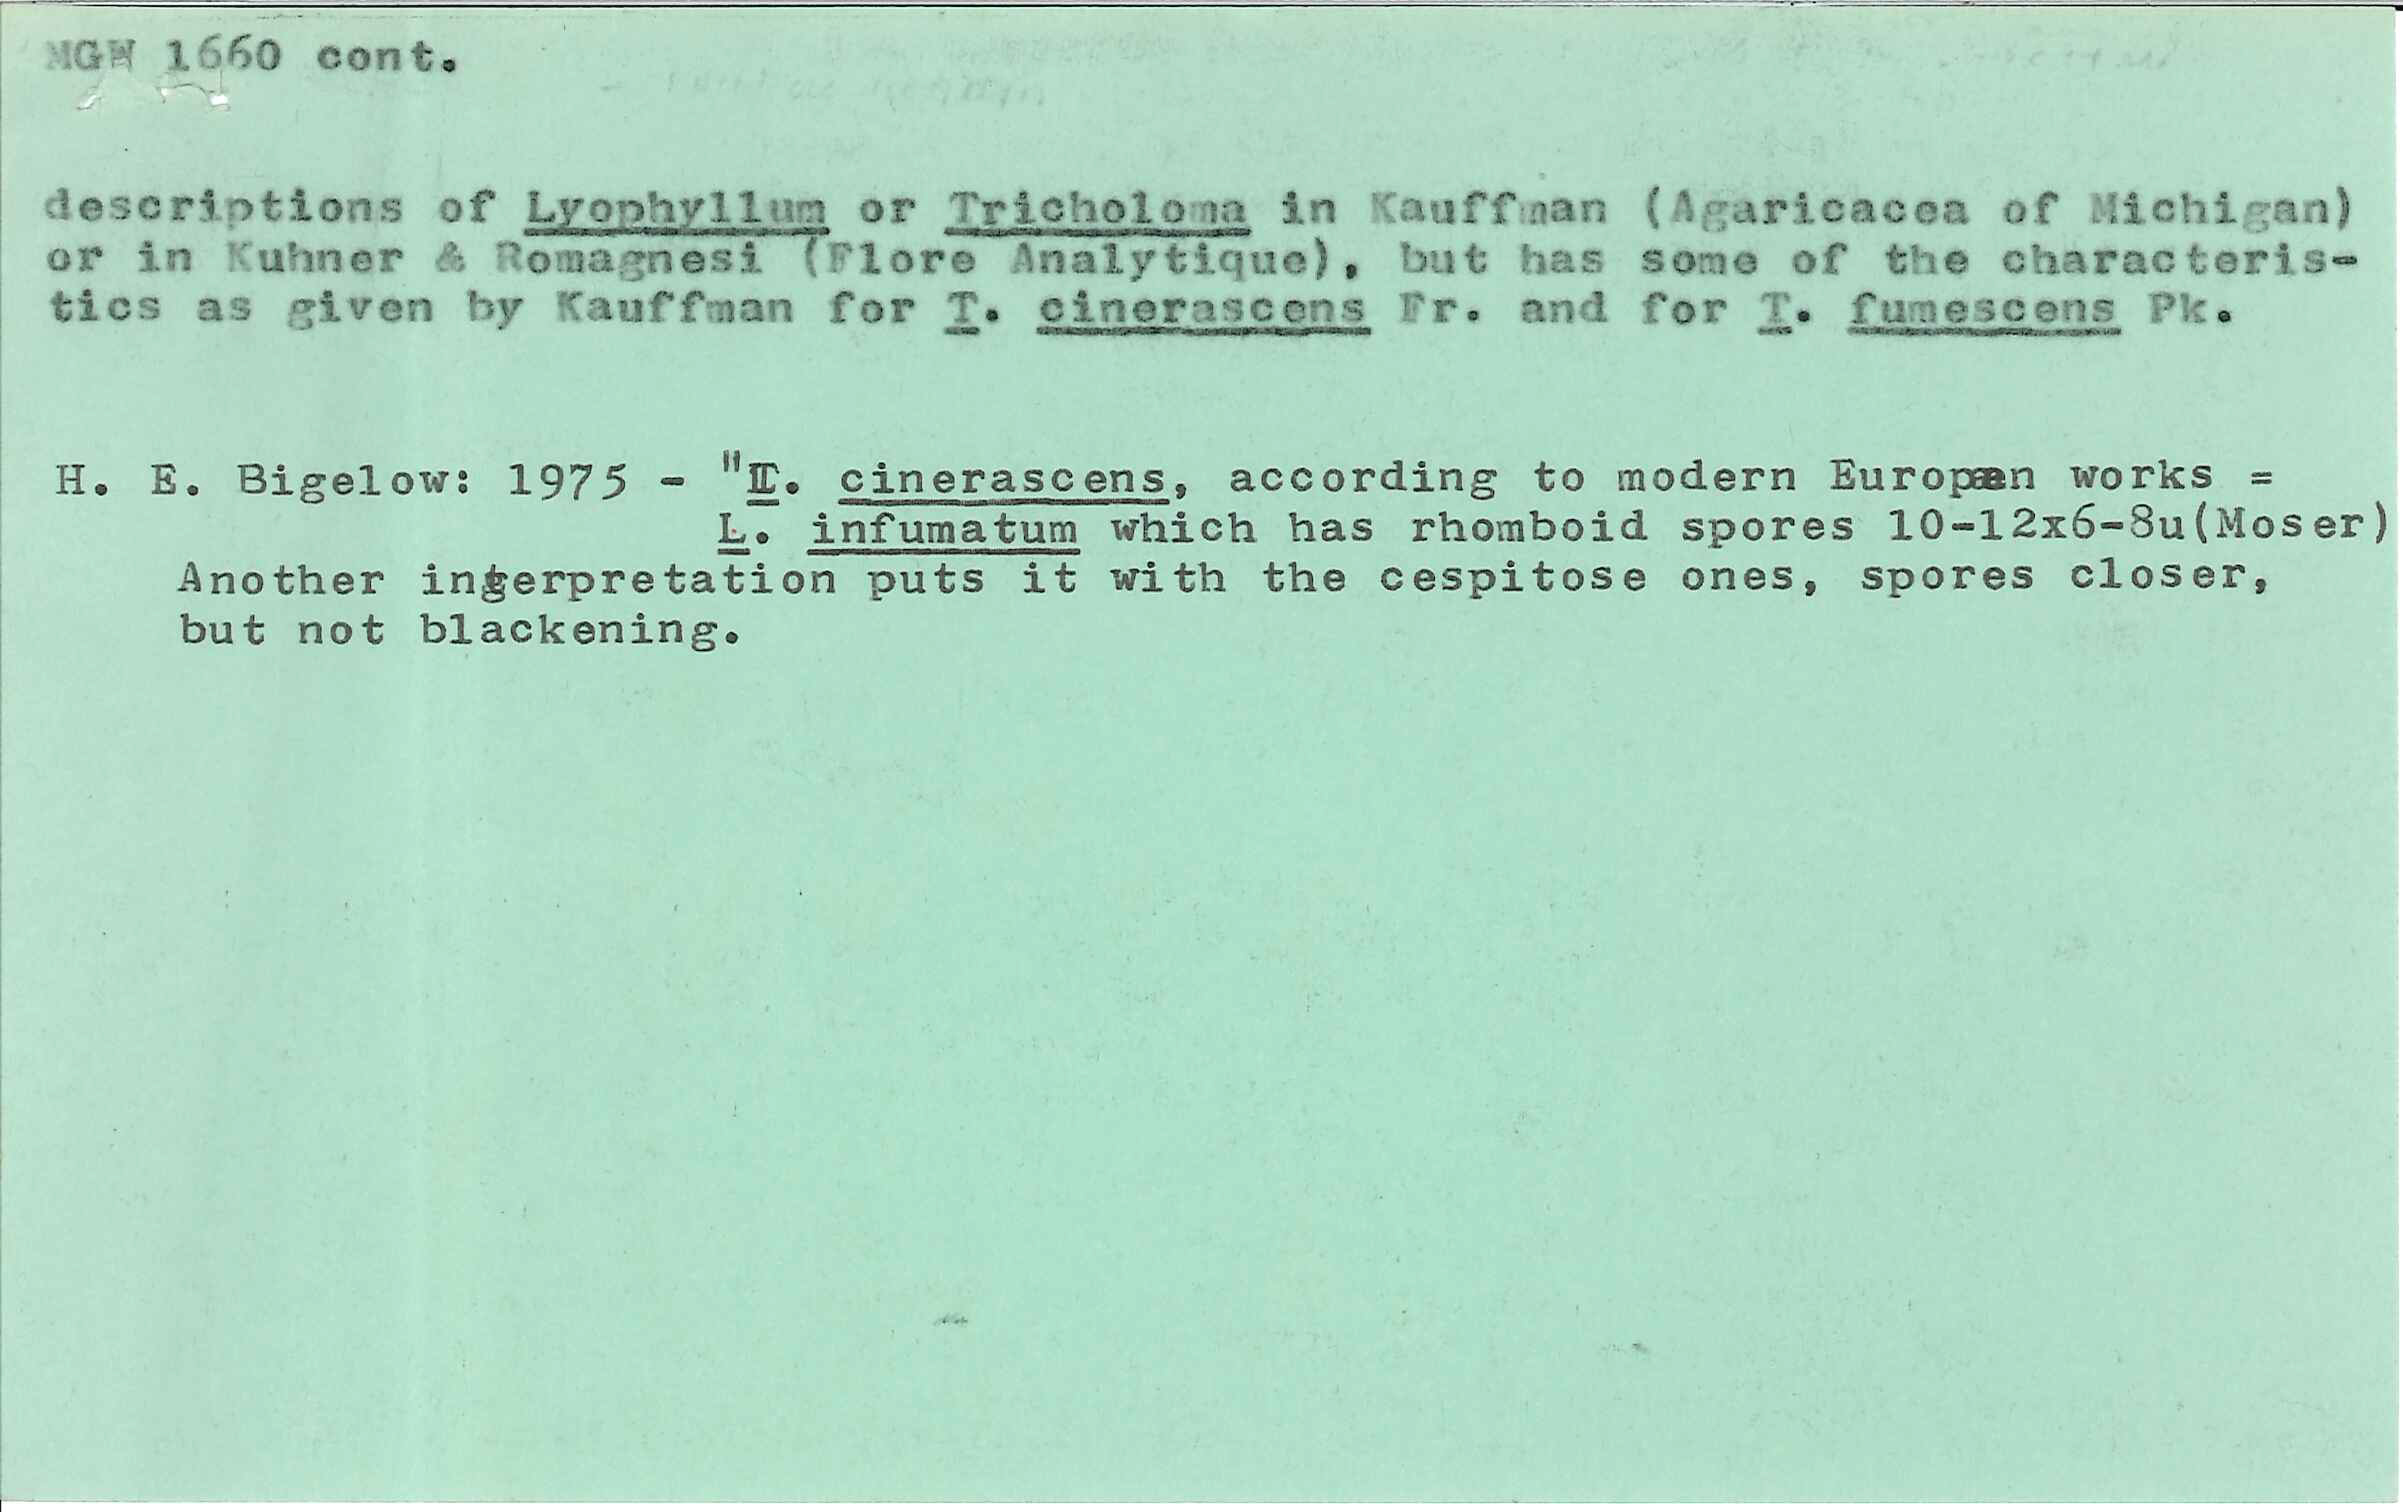 MGW 1660 cont.
descriptions of Lyophyllum or Tricholoma in Kauffman (Agaricacea of Michigan)
or in Kuhner & Romagnesi (Flore Analytique), but has some of the characteris-
tics as given by Kauffman for T. cinerascens Fr. and for T. fumescens Pk.
H. E. Bigelow: 1975 - "T. cinerascens, according to modern European works =
L. infumatum which has rhomboid spores 10-12x6-8u(Moser)
Another interpretation puts it with the cespitose ones, spores closer,
but not blackening.